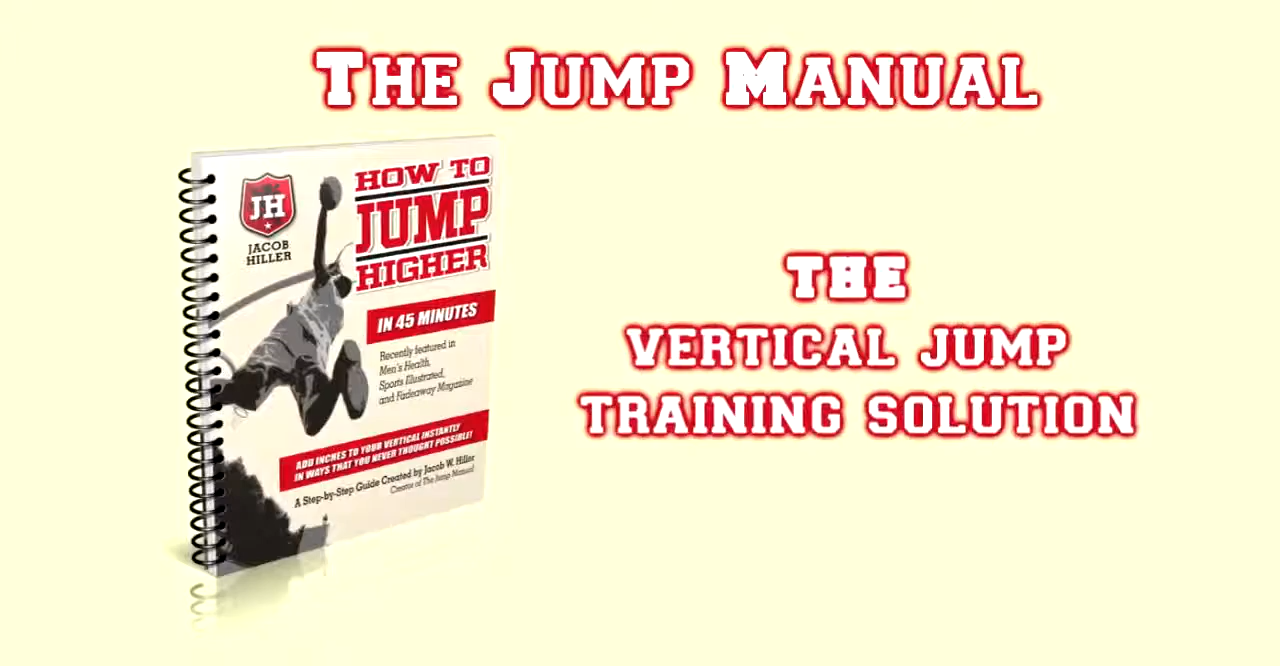 The Jump Manual
JH
JACOB
HILLER
HOW TO
JUMP
HIGHER
IN 45 MINUTES
Recently featured in
Men's Health,
Sports Illustrated,
and Fadeaway Magazine
ADD INCHES TO YOUR VERTICAL INSTANTLY
IN WAYS THAT YOU NEVER THOUGHT POSSIBLE!
A Step-by-Step Guide Created by Jacob W. Hiller
Creator of The Jump Manual
THE
VERTICAL JUMP
TRAINING SOLUTION